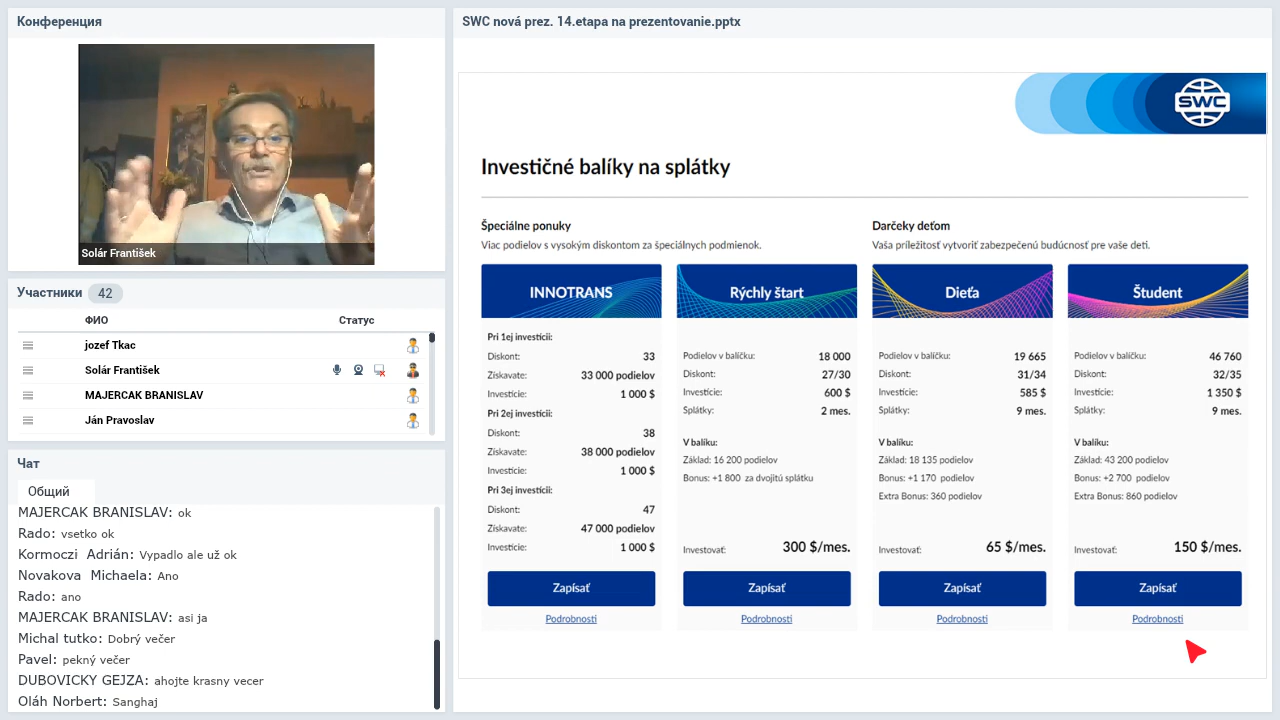 Конференция
Solár František
Участники 42
ФИО Статус
jozef Tkac
Solár František
MAJERCAK BRANISLAV
Ján Pravoslav
Чат
Общий
MAJERCAK BRANISLAV: ok
Rado: vsetko ok
Kormoczi Adrián: Vypadlo ale už ok
Novakova Michaela: Ano
Rado: ano
MAJERCAK BRANISLAV: asi ja
Michal tutko: Dobrý večer
Pavel: pekný večer
DUBOVICKY GEJZA: ahojte krasny vecer
Oláh Norbert: Sanghaj
SWC nová prez. 14.etapa na prezentovanie.pptx
SWC
Investičné balíky na splátky
Špeciálne ponuky
Viac podielov s vysokým diskontom za špeciálnych podmienok.
Darčeky deťom
Vaša príležitosť vytvoriť zabezpečenú budúcnosť pre vaše deti.
INNOTRANS
Pri 1ej investícii:
Diskont: 33
Získavate: 33 000 podielov
Investície: 1 000 $
Pri 2ej investícii:
Diskont: 38
Získavate: 38 000 podielov
Investície: 1 000 $
Pri 3ej investícii:
Diskont: 47
Získavate: 47 000 podielov
Investície: 1 000 $
Zapísať
Podrobnosti
Rýchly štart
Podielov v balíčku: 18 000
Diskont: 27/30
Investície: 600 $
Splátky: 2 mes.
V balíku:
Základ: 16 200 podielov
Bonus: +1 800 za dvojitú splátku
Investovať: 300 $/mes.
Zapísať
Podrobnosti
Dieťa
Podielov v balíčku: 19 665
Diskont: 31/34
Investície: 585 $
Splátky: 9 mes.
V balíku:
Základ: 18 135 podielov
Bonus: +1 170 podielov
Extra Bonus: 360 podielov
Investovať: 65 $/mes.
Zapísať
Podrobnosti
Študent
Podielov v balíčku: 46 760
Diskont: 32/35
Investície: 1 350 $
Splátky: 9 mes.
V balíku:
Základ: 43 200 podielov
Bonus: +2 700 podielov
Extra Bonus: 860 podielov
Investovať: 150 $/mes.
Zapísať
Podrobnosti